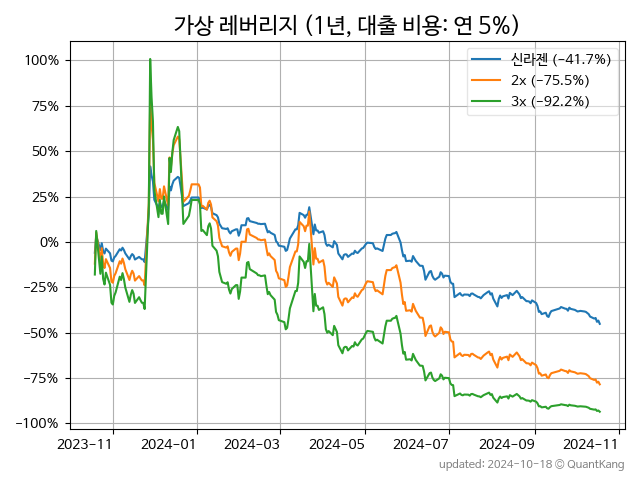 가상 레버리지 (1년, 대출 비용: 연 5%)
신라젠 (−41.7%)
2x (−75.5%)
3x (−92.2%)
100%
75%
50%
25%
0%
−25%
−50%
−75%
−100%
2023-11 2024-01 2024-03 2024-05 2024-07 2024-09 2024-11
updated: 2024-10-18 © QuantKang